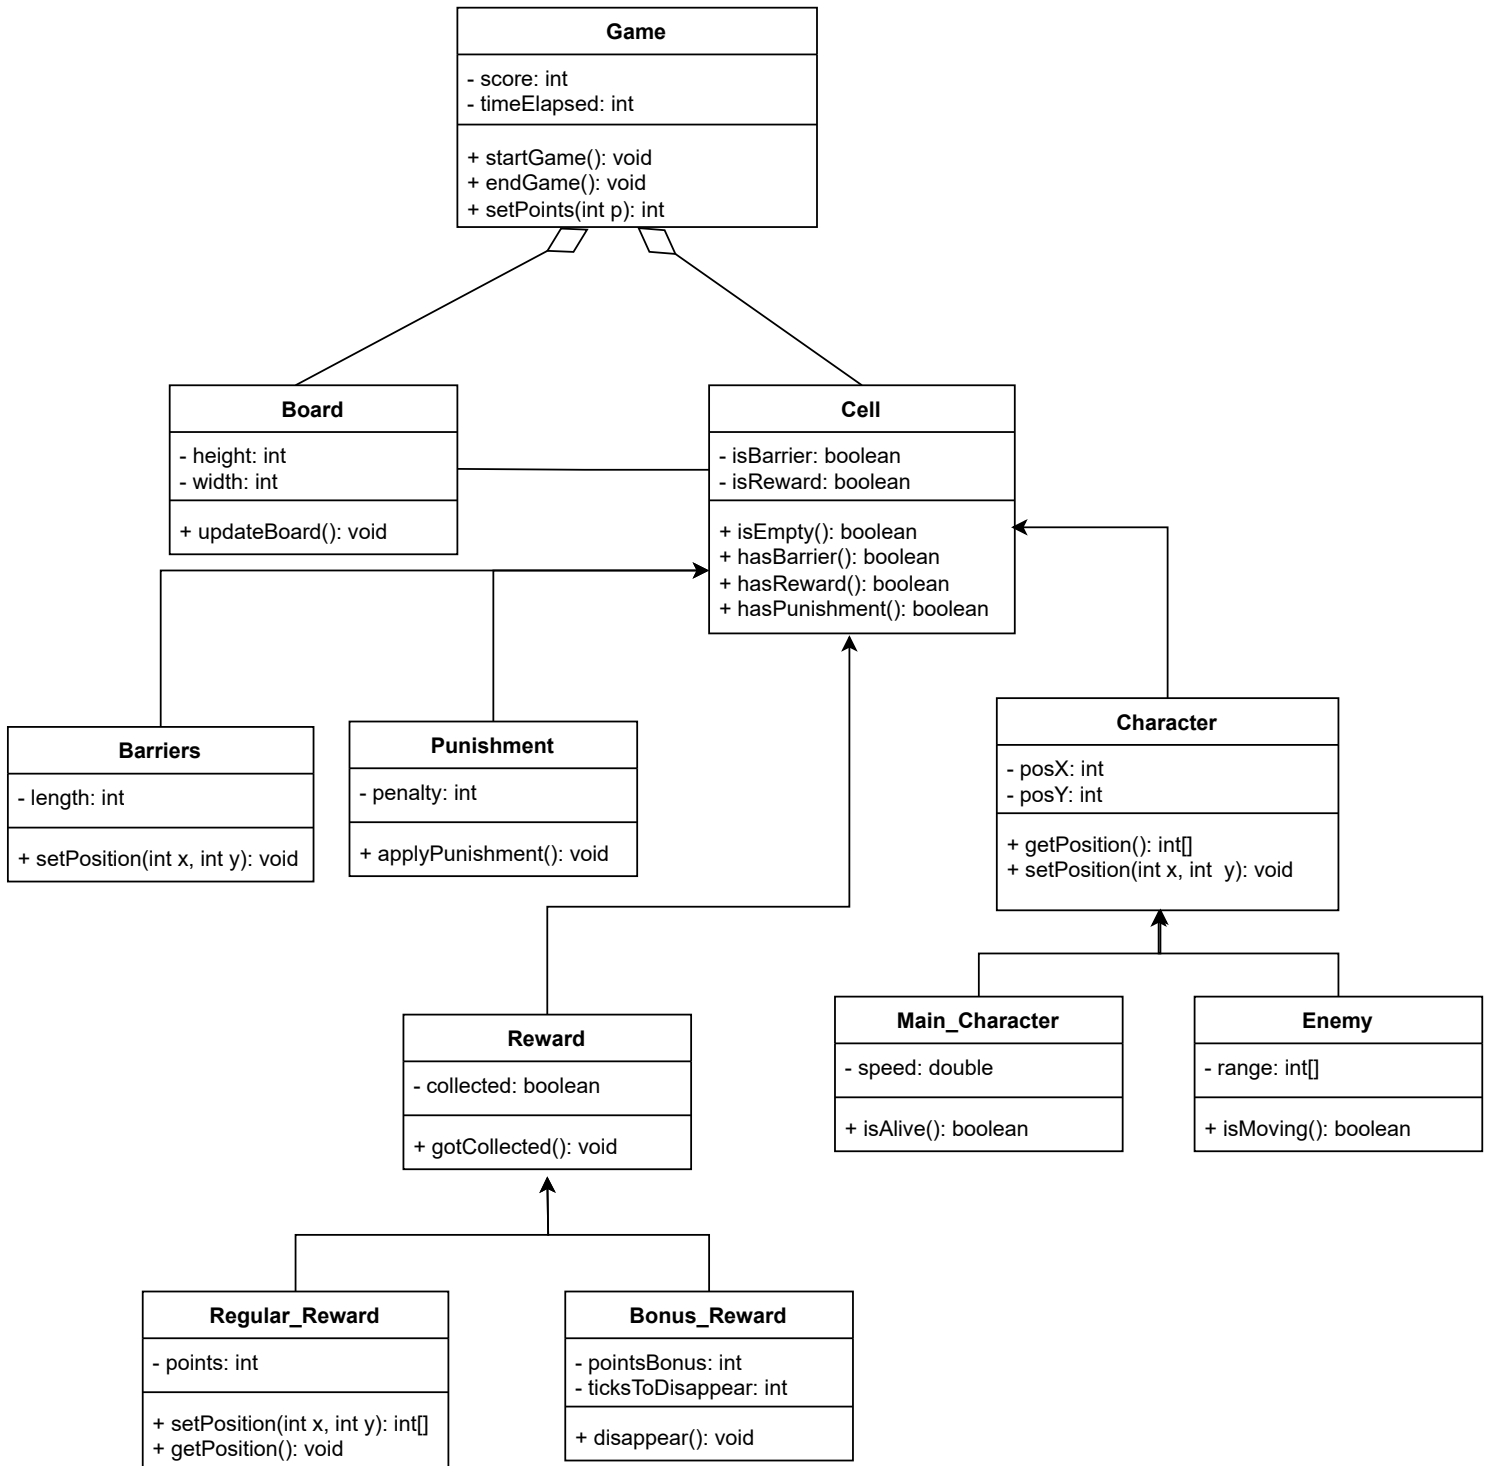 Game
- score: int
- timeElapsed: int
+ startGame(): void
+ endGame(): void
+ setPoints(int p): int
Board
- height: int
- width: int
+ updateBoard(): void
Cell
- isBarrier: boolean
- isReward: boolean
+ isEmpty(): boolean
+ hasBarrier(): boolean
+ hasReward(): boolean
+ hasPunishment(): boolean
Barriers
- length: int
+ setPosition(int x, int y): void
Punishment
- penalty: int
+ applyPunishment(): void
Character
- posX: int
- posY: int
+ getPosition(): int[]
+ setPosition(int x, int  y): void
Reward
- collected: boolean
+ gotCollected(): void
Main_Character
- speed: double
+ isAlive(): boolean
Enemy
- range: int[]
+ isMoving(): boolean
Regular_Reward
- points: int
+ setPosition(int x, int y): int[]
+ getPosition(): void
Bonus_Reward
- pointsBonus: int
- ticksToDisappear: int
+ disappear(): void